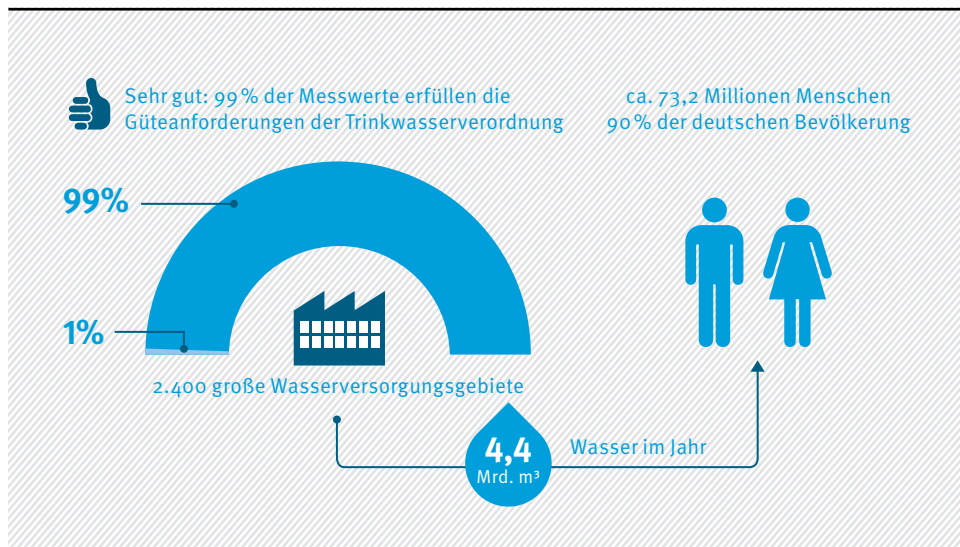 Sehr gut: 99 % der Messwerte erfüllen die
Güteanforderungen der Trinkwasserverordnung
ca. 73,2 Millionen Menschen
90 % der deutschen Bevölkerung
99%
1%
2.400 große Wasserversorgungsgebiete
4,4
Mrd. m³
Wasser im Jahr